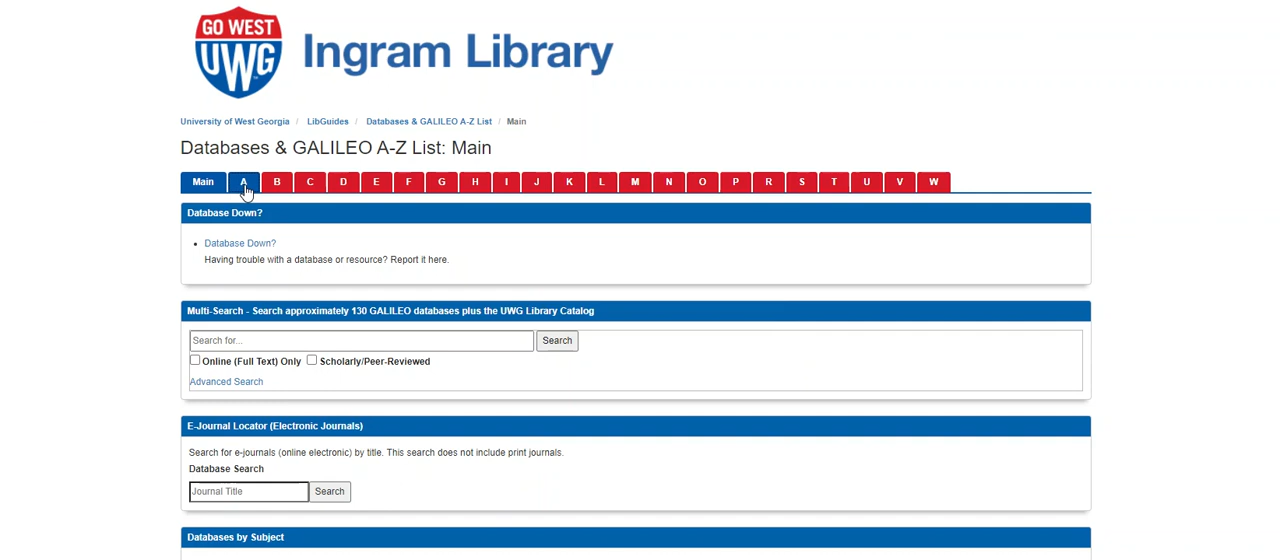 GO WEST
UWG
Ingram Library
University of West Georgia / LibGuides / Databases & GALILEO A-Z List / Main
Databases & GALILEO A-Z List: Main
Main A B C D E F G H I J K L M N O P R S T U V W
Database Down?
Database Down?
Having trouble with a database or resource? Report it here.
Multi-Search - Search approximately 130 GALILEO databases plus the UWG Library Catalog
Search for... Search
Online (Full Text) Only Scholarly/Peer-Reviewed
Advanced Search
E-Journal Locator (Electronic Journals)
Search for e-journals (online electronic) by title. This search does not include print journals.
Database Search
Journal Title Search
Databases by Subject